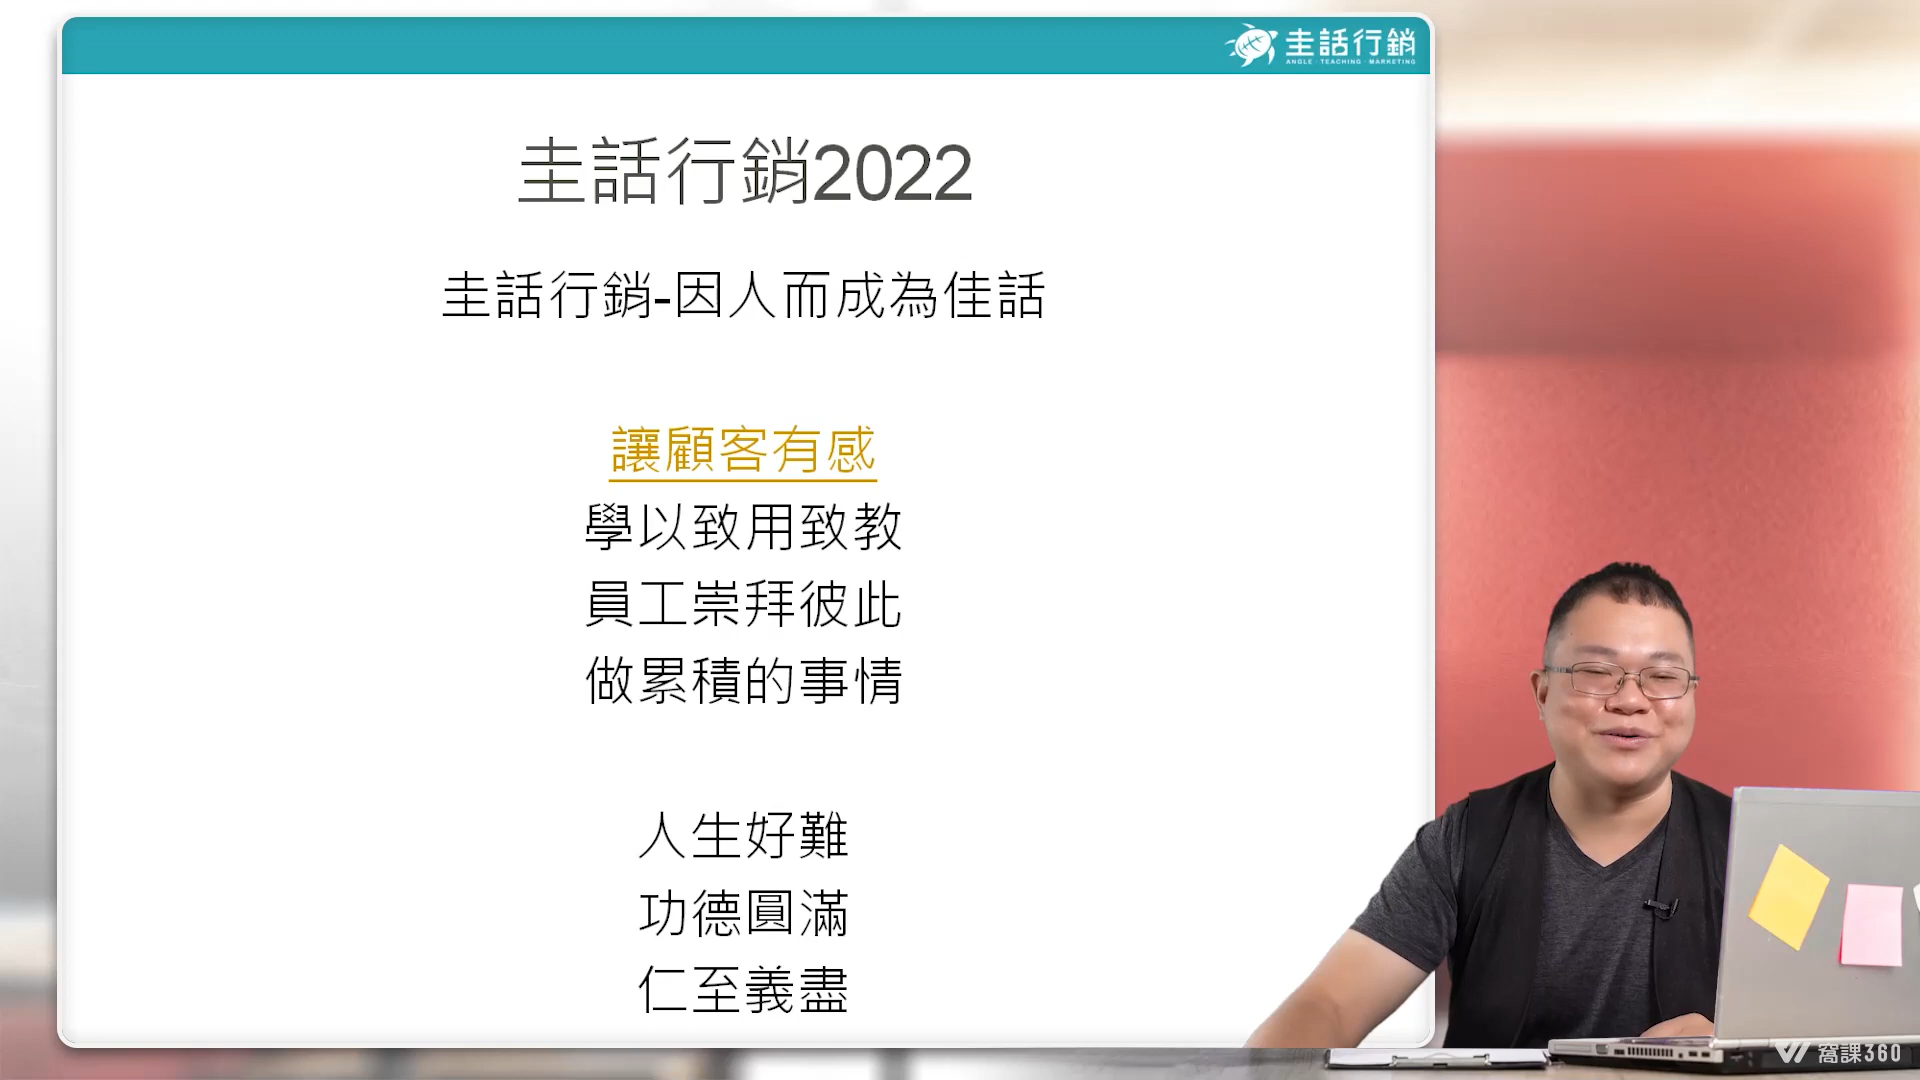 圭話行銷
ANGLE · TEACHING · MARKETING
圭話行銷2022
圭話行銷-因人而成為佳話
讓顧客有感
學以致用致教
員工崇拜彼此
做累積的事情
人生好難
功德圓滿
仁至義盡
窩課360